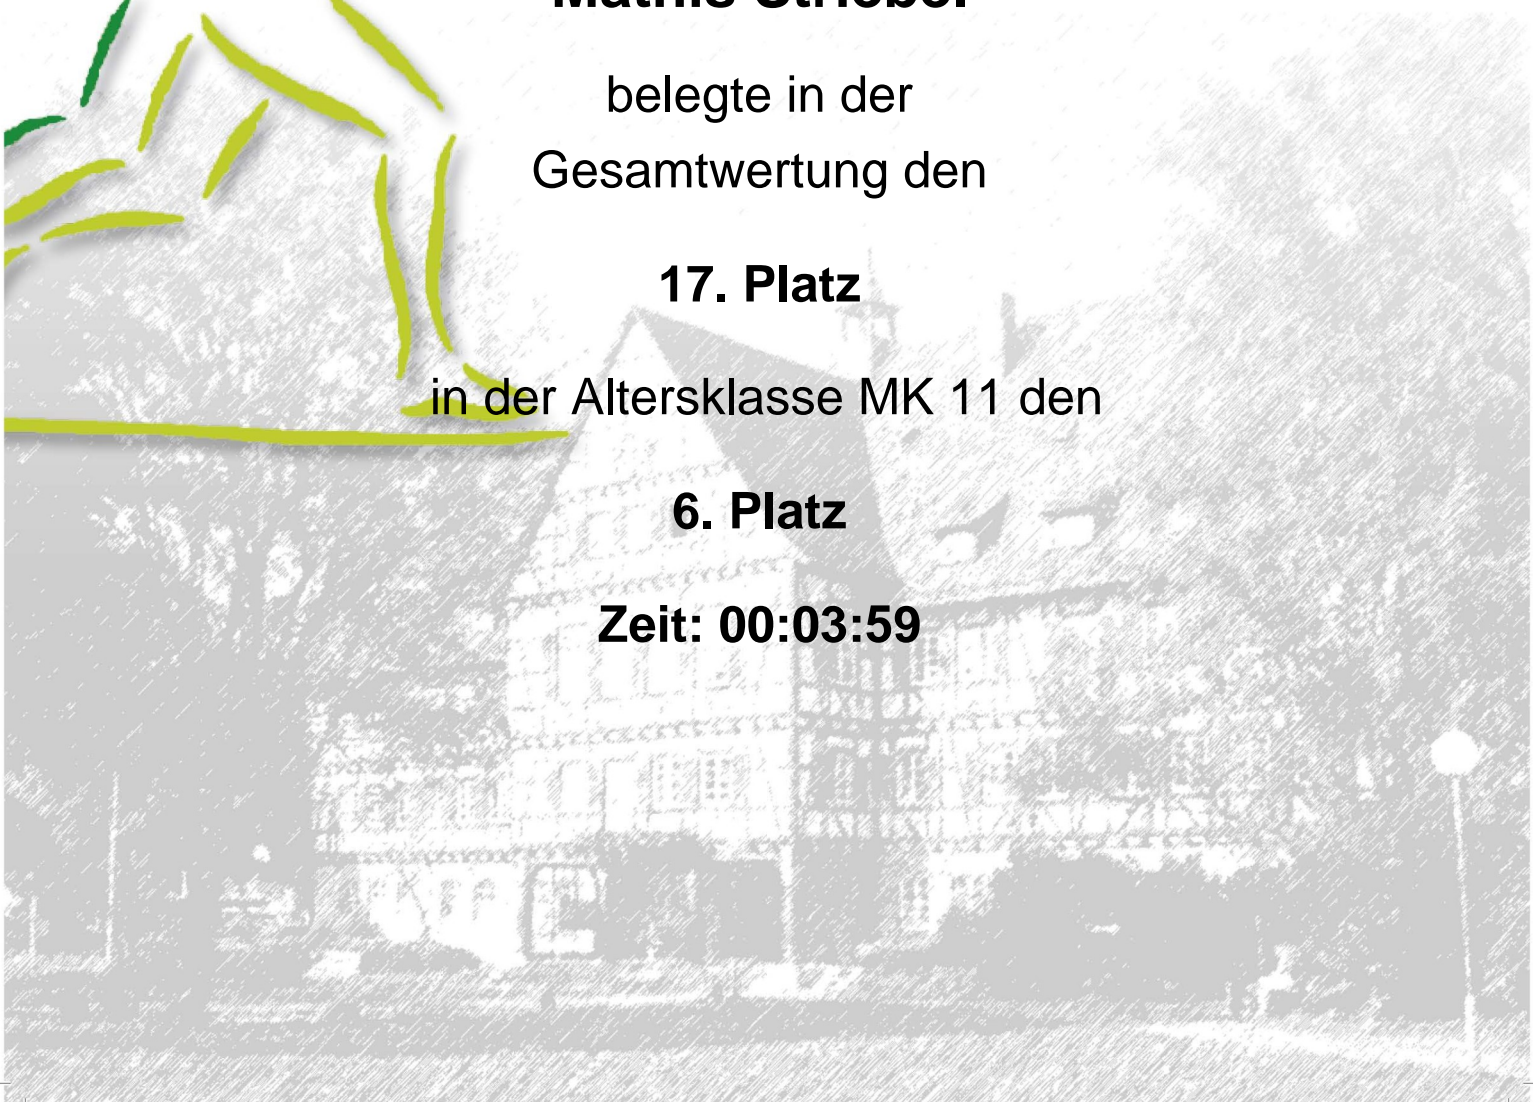 Mathis
belegte in der
Gesamtwertung den
17. Platz
in der Altersklasse MK 11 den
6. Platz
Zeit: 00:03:59